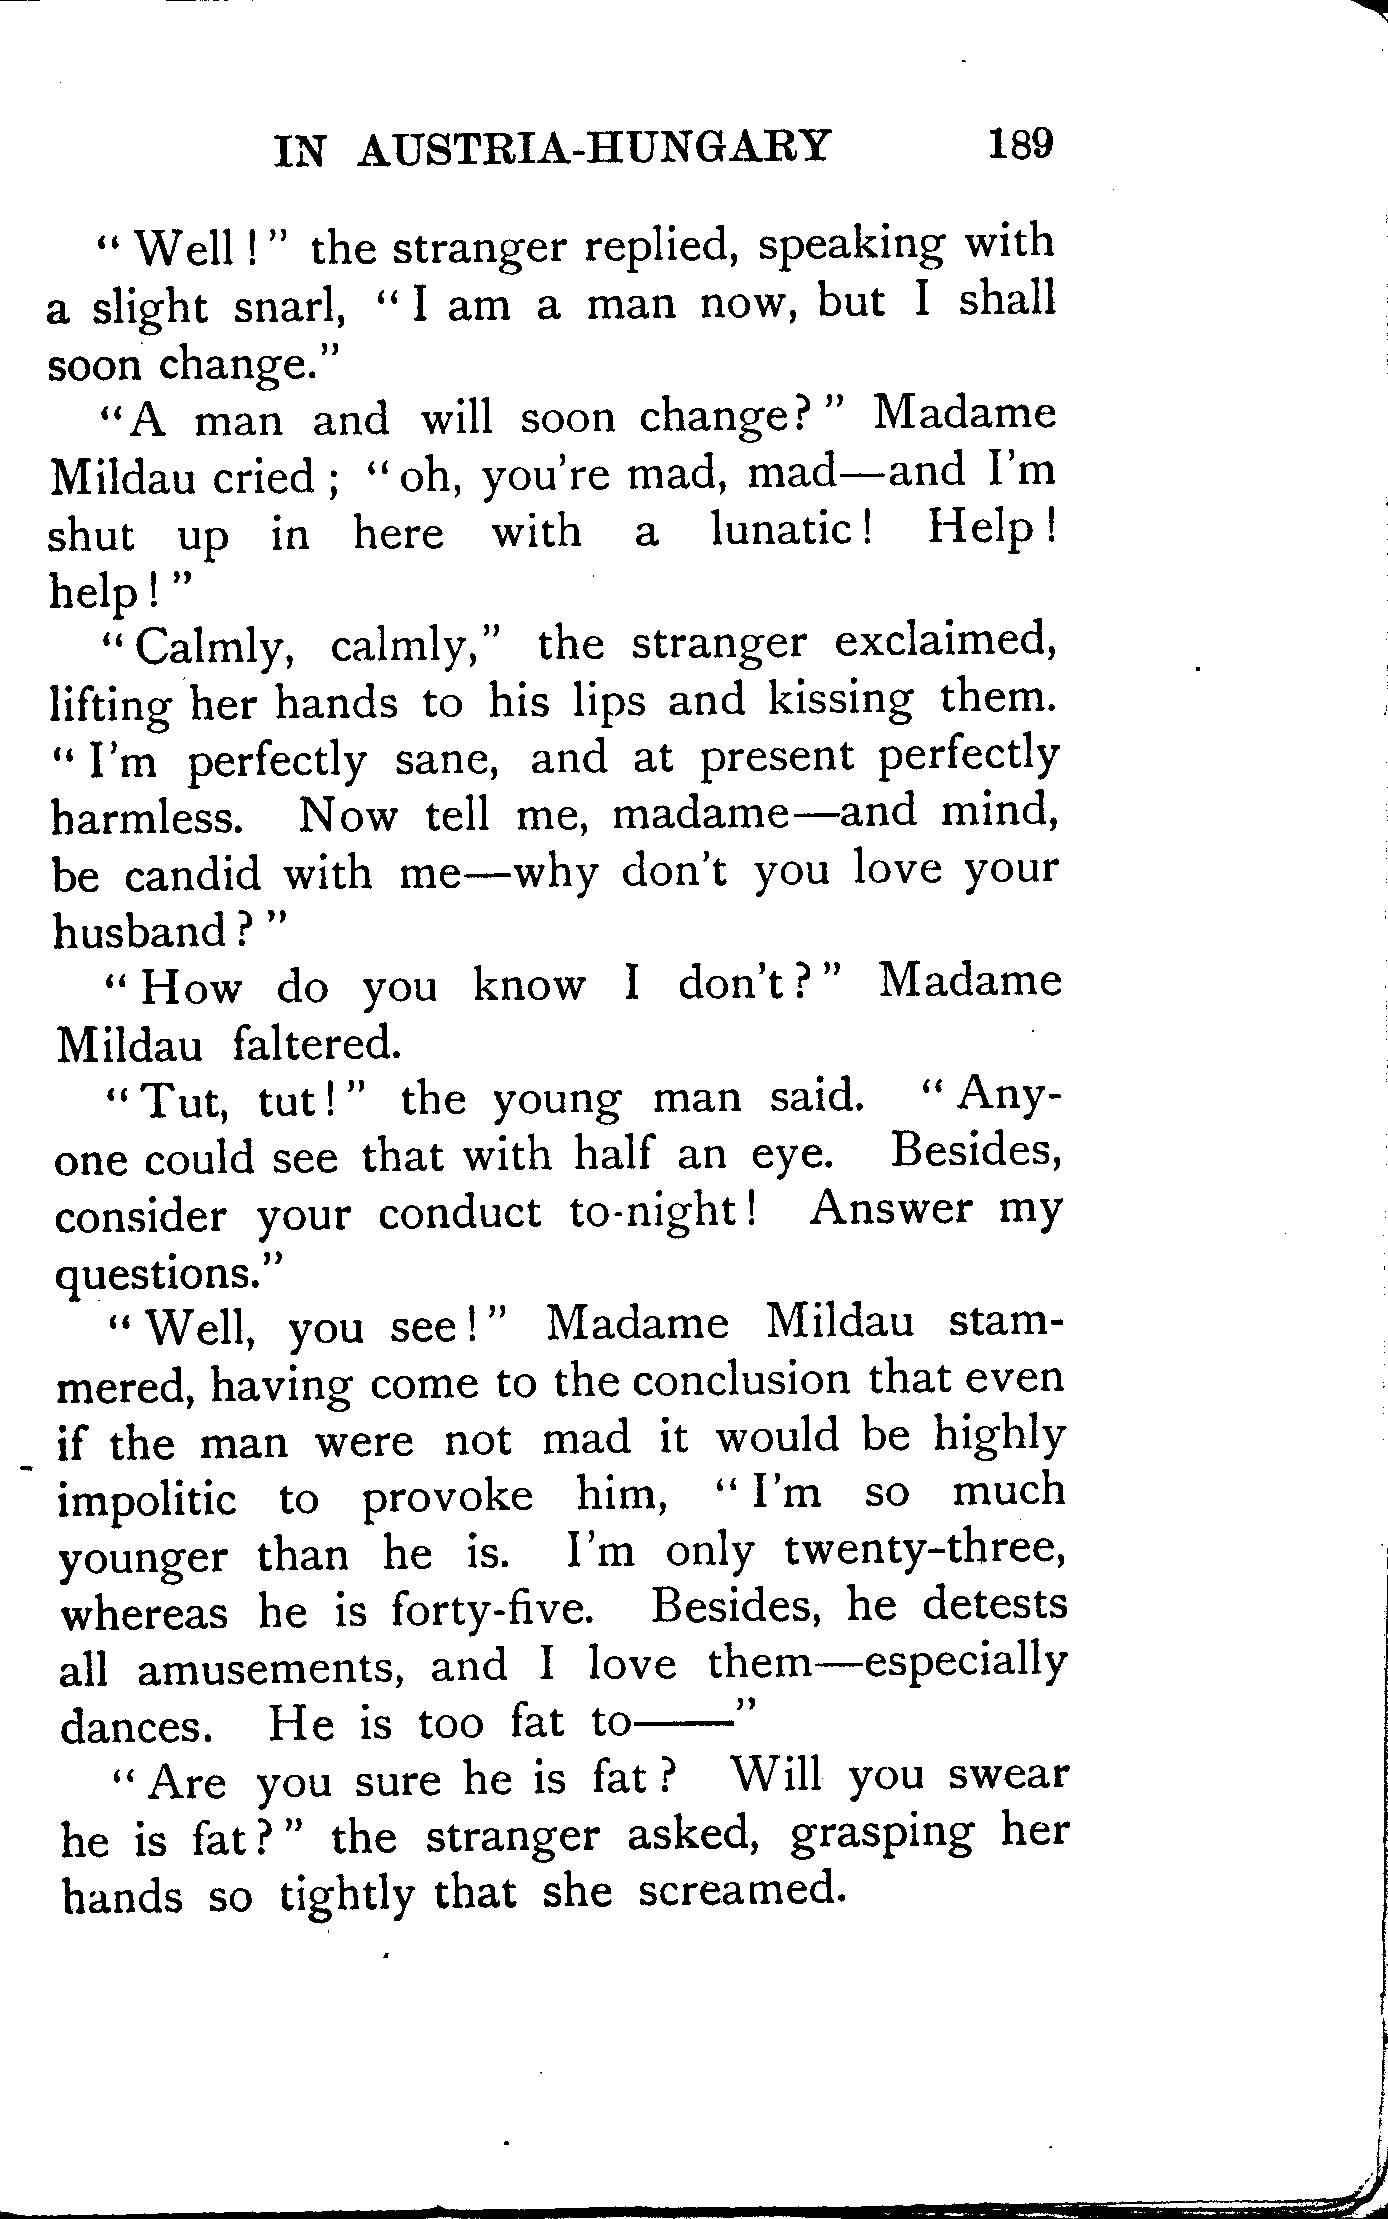 IN AUSTRIA-HUNGARY 189
“ Well ! ” the stranger replied, speaking with
a slight snarl, “ I am a man now, but I shall
soon change.”
“ A man and will soon change? ” Madame
Mildau cried ; “ oh, you're mad, mad—and I'm
shut up in here with a lunatic ! Help !
help ! ”
“ Calmly, calmly,” the stranger exclaimed,
lifting her hands to his lips and kissing them.
“ I'm perfectly sane, and at present perfectly
harmless. Now tell me, madame—and mind,
be candid with me—why don't you love your
husband ? ”
“ How do you know I don't ? ” Madame
Mildau faltered.
“ Tut, tut ! ” the young man said. “ Any-
one could see that with half an eye. Besides,
consider your conduct to-night ! Answer my
questions.”
“ Well, you see ! ” Madame Mildau stam-
mered, having come to the conclusion that even
if the man were not mad it would be highly
impolitic to provoke him, “ I'm so much
younger than he is. I'm only twenty-three,
whereas he is forty-five. Besides, he detests
all amusements, and I love them—especially
dances. He is too fat to——”
“ Are you sure he is fat ? Will you swear
he is fat ? ” the stranger asked, grasping her
hands so tightly that she screamed.